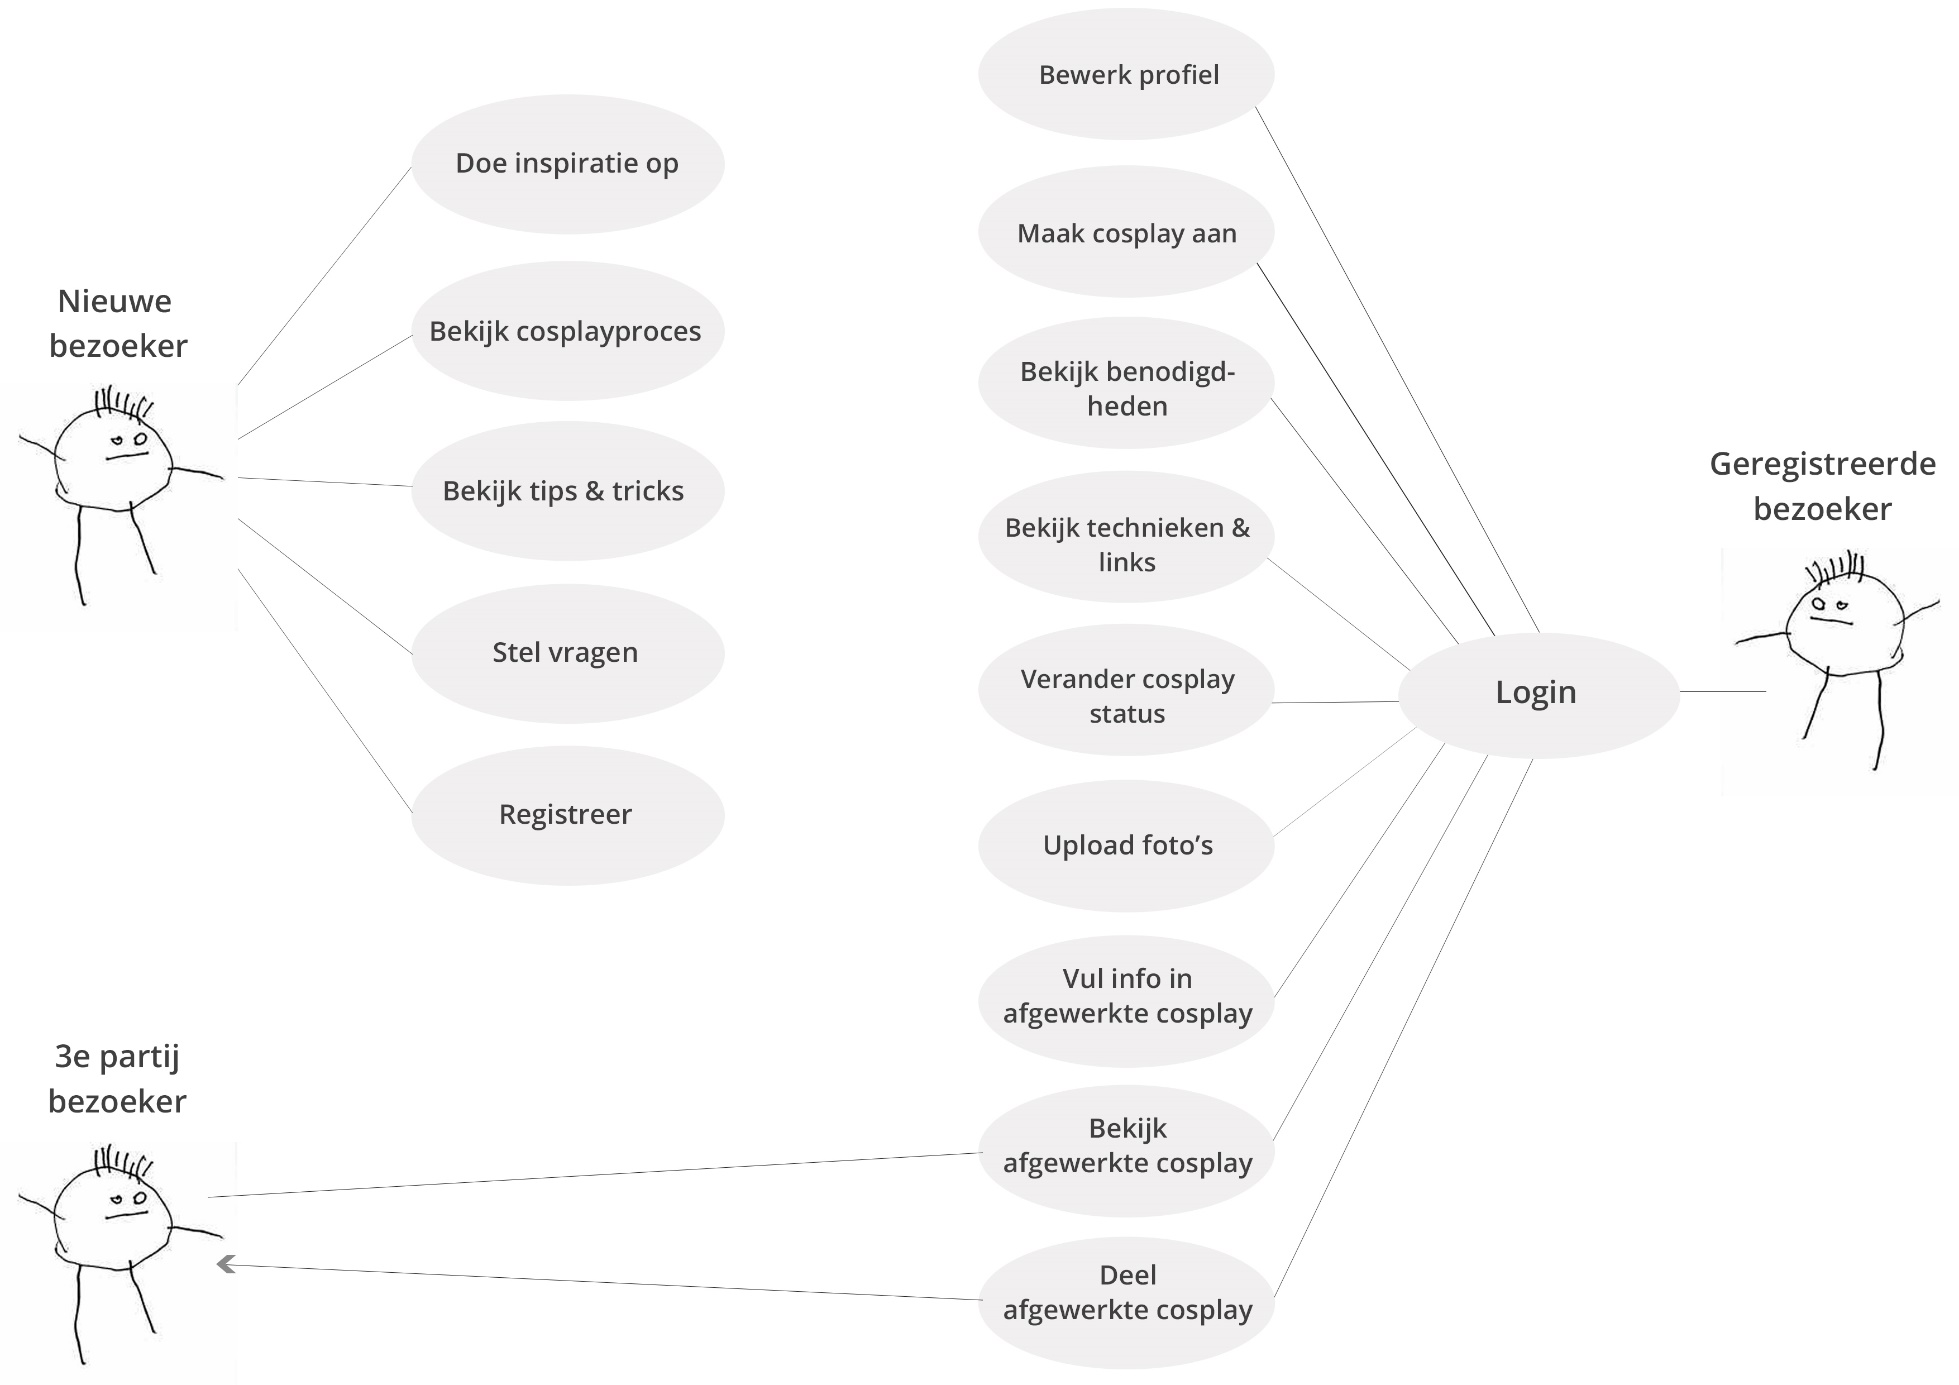 Nieuwe
bezoeker
Doe inspiratie op
Bekijk cosplayproces
Bekijk tips & tricks
Stel vragen
Registreer
3e partij
bezoeker
Bewerk profiel
Maak cosplay aan
Bekijk benodigd-
heden
Bekijk technieken &
links
Verander cosplay
status
Upload foto’s
Vul info in
afgewerkte cosplay
Bekijk
afgewerkte cosplay
Deel
afgewerkte cosplay
Login
Geregistreerde
bezoeker